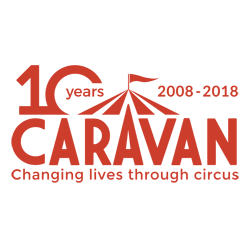 10 years 2008-2018
CARAVAN
Changing lives through circus